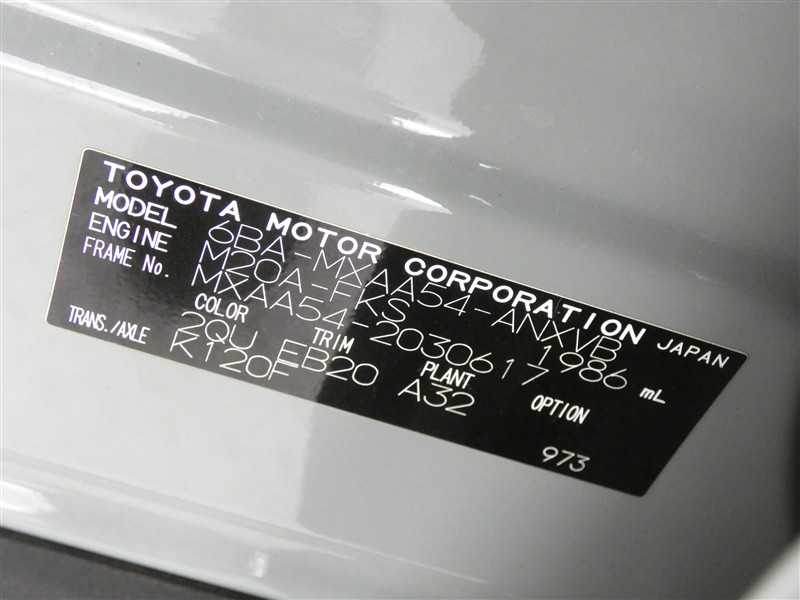 TOYOTA MOTOR CORPORATION JAPAN
MODEL 6BA-MXAA54-ANXVB
ENGINE M20A-FKS 1986 mL
FRAME No. MXAA54-2030617
COLOR TRIM PLANT OPTION
2QU EB20 A32
TRANS./AXLE K120F 973